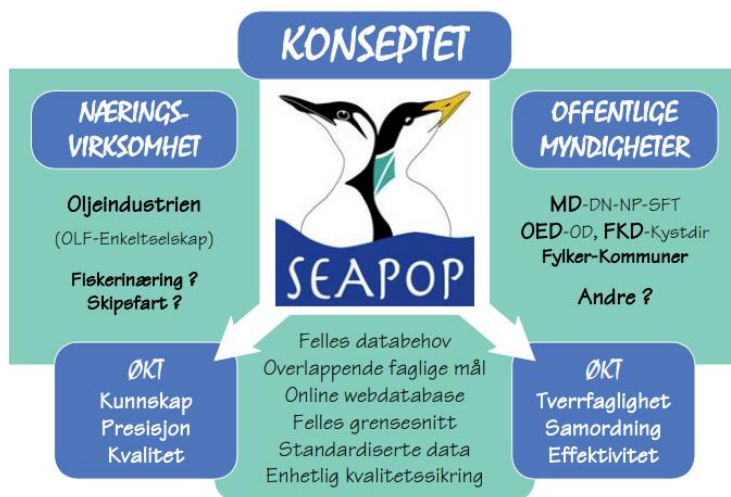 KONSEPTET
NÆRINGS-
VIRKSOMHET
Oljeindustrien
(OLF-Enkeltselskap)
Fiskerinæring ?
Skipsfart ?
SEAPOP
OFFENTLIGE
MYNDIGHETER
MD-DN-NP-SFT
OED-OD, FKD-Kystdir
Fylker-Kommuner
Andre ?
ØKT
Kunnskap
Presisjon
Kvalitet
Felles databehov
Overlappende faglige mål
Online webdatabase
Felles grensesnitt
Standardiserte data
Enhetlig kvalitetssikring
ØKT
Tverrfaglighet
Samordning
Effektivitet